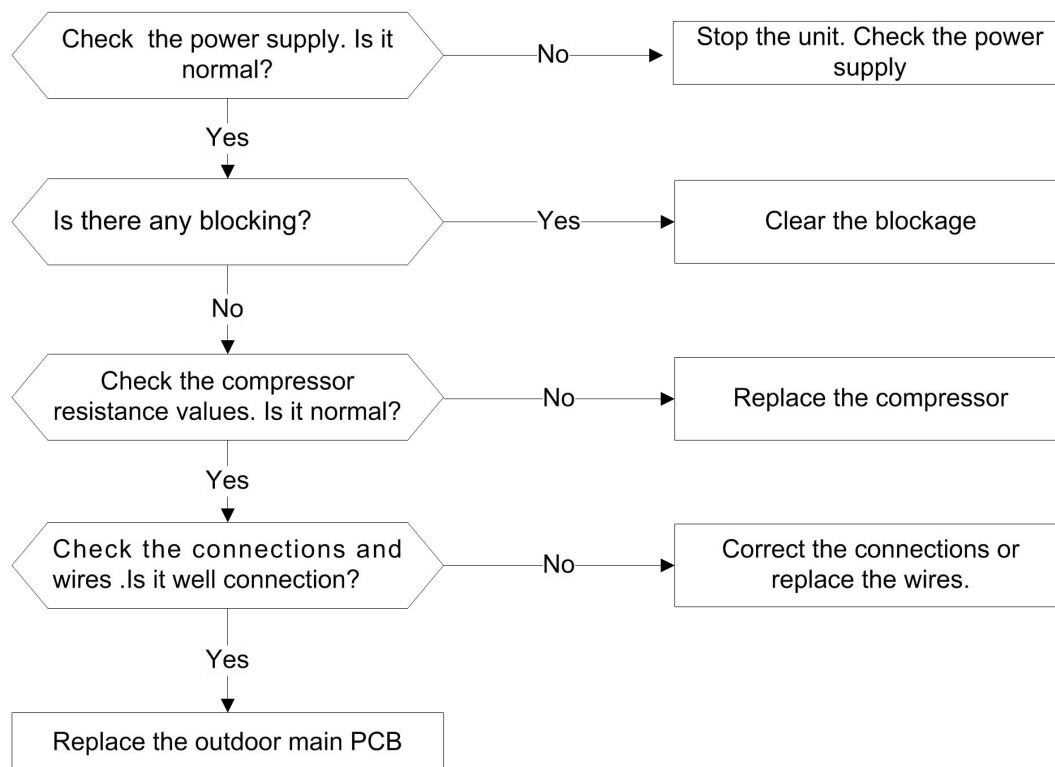 Check the power supply. Is it
normal?
No
Stop the unit. Check the power
supply
Yes
Is there any blocking?
Yes
Clear the blockage
No
Check the compressor
resistance values. Is it normal?
No
Replace the compressor
Yes
Check the connections and
wires .Is it well connection?
No
Correct the connections or
replace the wires.
Yes
Replace the outdoor main PCB